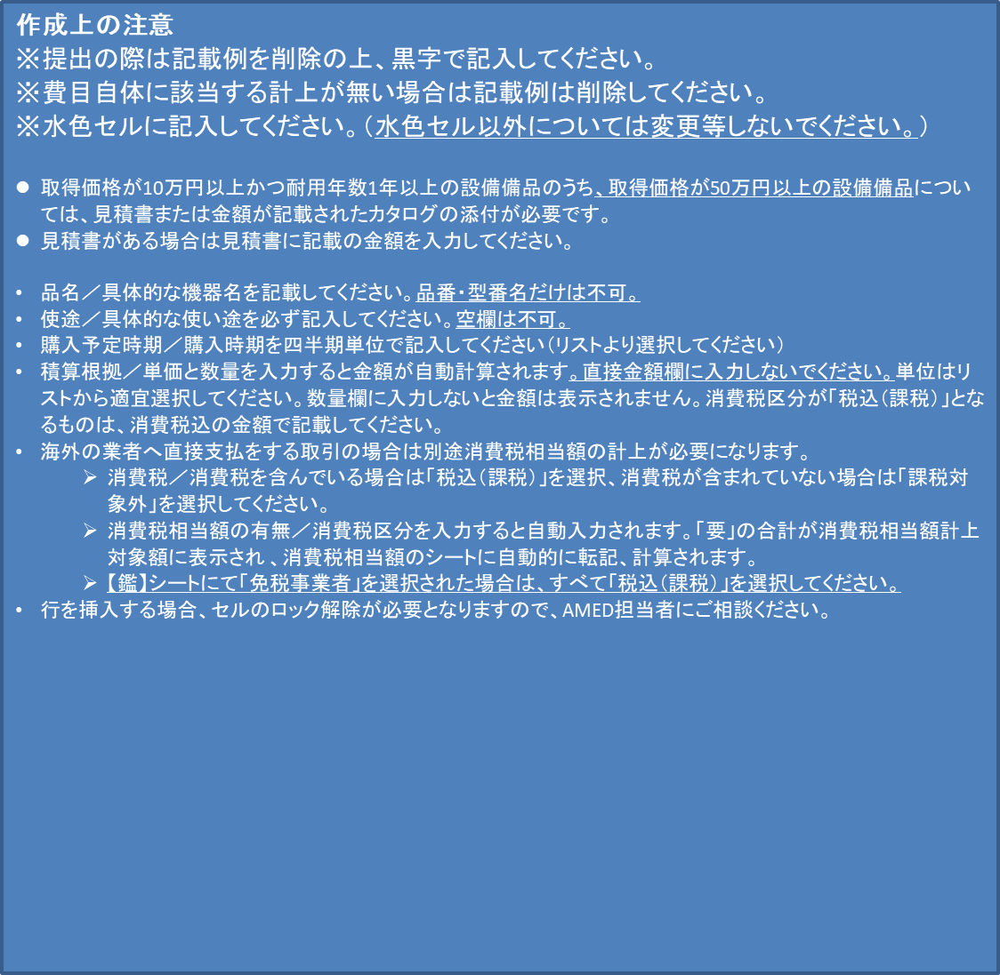 作成上の注意
※提出の際は記載例を削除の上、黒字で記入してください。
※費目自体に該当する計上が無い場合は記載例は削除してください。
※水色セルに記入してください。（水色セル以外については変更等しないでください。）
● 取得価格が10万円以上かつ耐用年数1年以上の設備備品のうち、取得価格が50万円以上の設備備品につい
ては、見積書または金額が記載されたカタログの添付が必要です。
● 見積書がある場合は見積書に記載の金額を入力してください。
• 品名／具体的な機器名を記載してください。品番・型番名だけは不可。
• 使途／具体的な使い途を必ず記入してください。空欄は不可。
• 購入予定時期／購入時期を四半期単位で記入してください（リストより選択してください）
• 積算根拠／単価と数量を入力すると金額が自動計算されます。直接金額欄に入力しないでください。単位はリ
ストから適宜選択してください。数量欄に入力しないと金額は表示されません。消費税区分が「税込（課税）」とな
るものは、消費税込の金額で記載してください。
• 海外の業者へ直接支払をする取引の場合は別途消費税相当額の計上が必要になります。
➢ 消費税／消費税を含んでいる場合は「税込（課税）」を選択、消費税が含まれていない場合は「課税対
象外」を選択してください。
➢ 消費税相当額の有無／消費税区分を入力すると自動入力されます。「要」の合計が消費税相当額計上
対象額に表示され 、消費税相当額のシートに自動的に転記、計算されます。
➢ 【鑑】シートにて「免税事業者」を選択された場合は、すべて「税込（課税）」を選択してください。
• 行を挿入する場合、セルのロック解除が必要となりますので、AMED担当者にご相談ください。